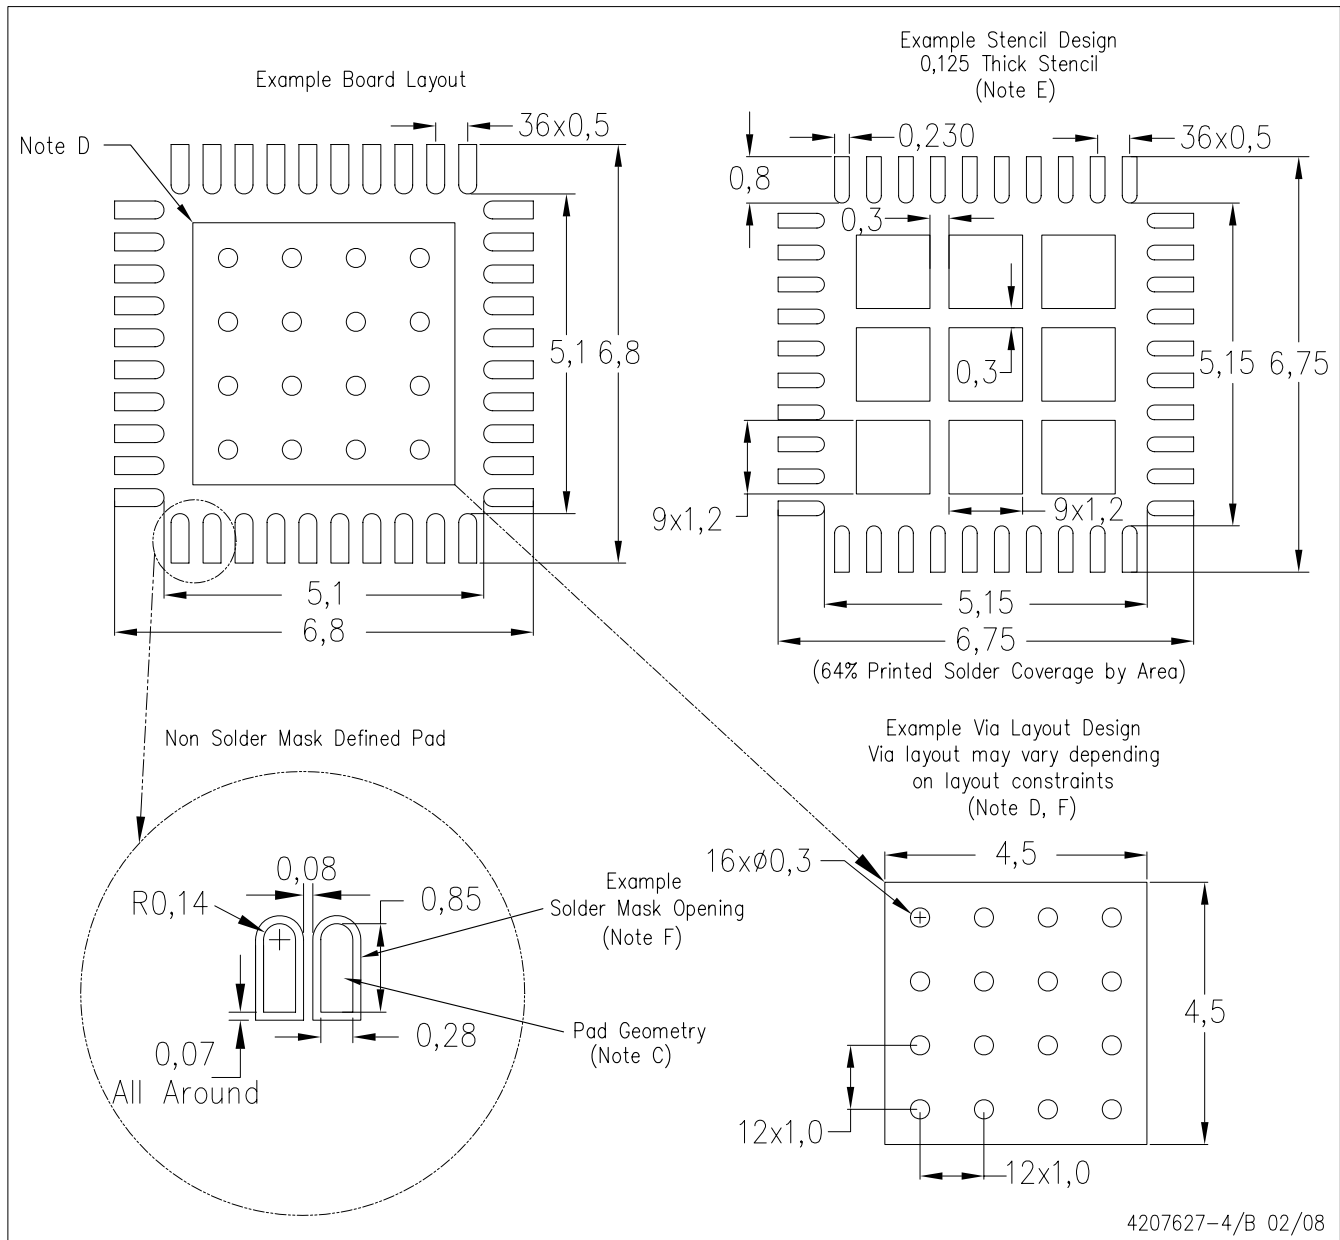 Example Board Layout
Note D
36x0,5
5,1
6,8
5,1
6,8
Example Stencil Design
0,125 Thick Stencil
(Note E)
0,230
36x0,5
0,8
0,3
0,3
5,15
6,75
9x1,2
9x1,2
5,15
6,75
(64% Printed Solder Coverage by Area)
Non Solder Mask Defined Pad
0,08
R0,14
0,85
Example
Solder Mask Opening
(Note F)
0,28
Pad Geometry
(Note C)
0,07
All Around
Example Via Layout Design
Via layout may vary depending
on layout constraints
(Note D, F)
16xø0,3
4,5
4,5
12x1,0
12x1,0
4207627-4/B 02/08